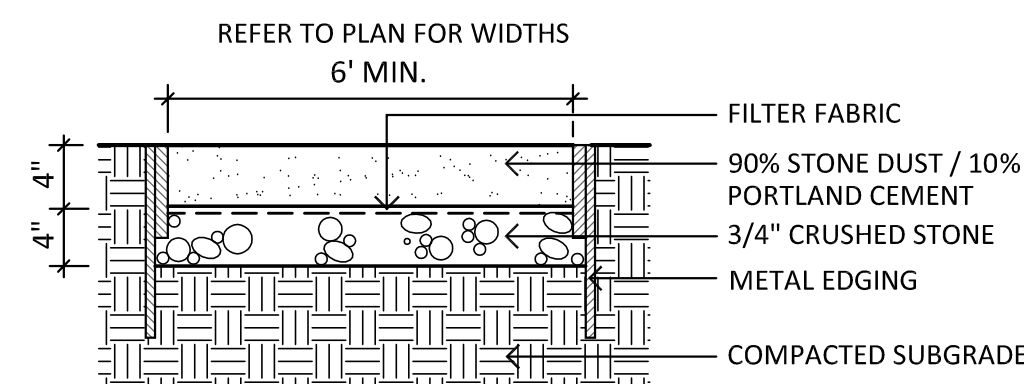 REFER TO PLAN FOR WIDTHS
6' MIN.
FILTER FABRIC
4"
90% STONE DUST / 10%
PORTLAND CEMENT
4"
3/4" CRUSHED STONE
METAL EDGING
COMPACTED SUBGRADE